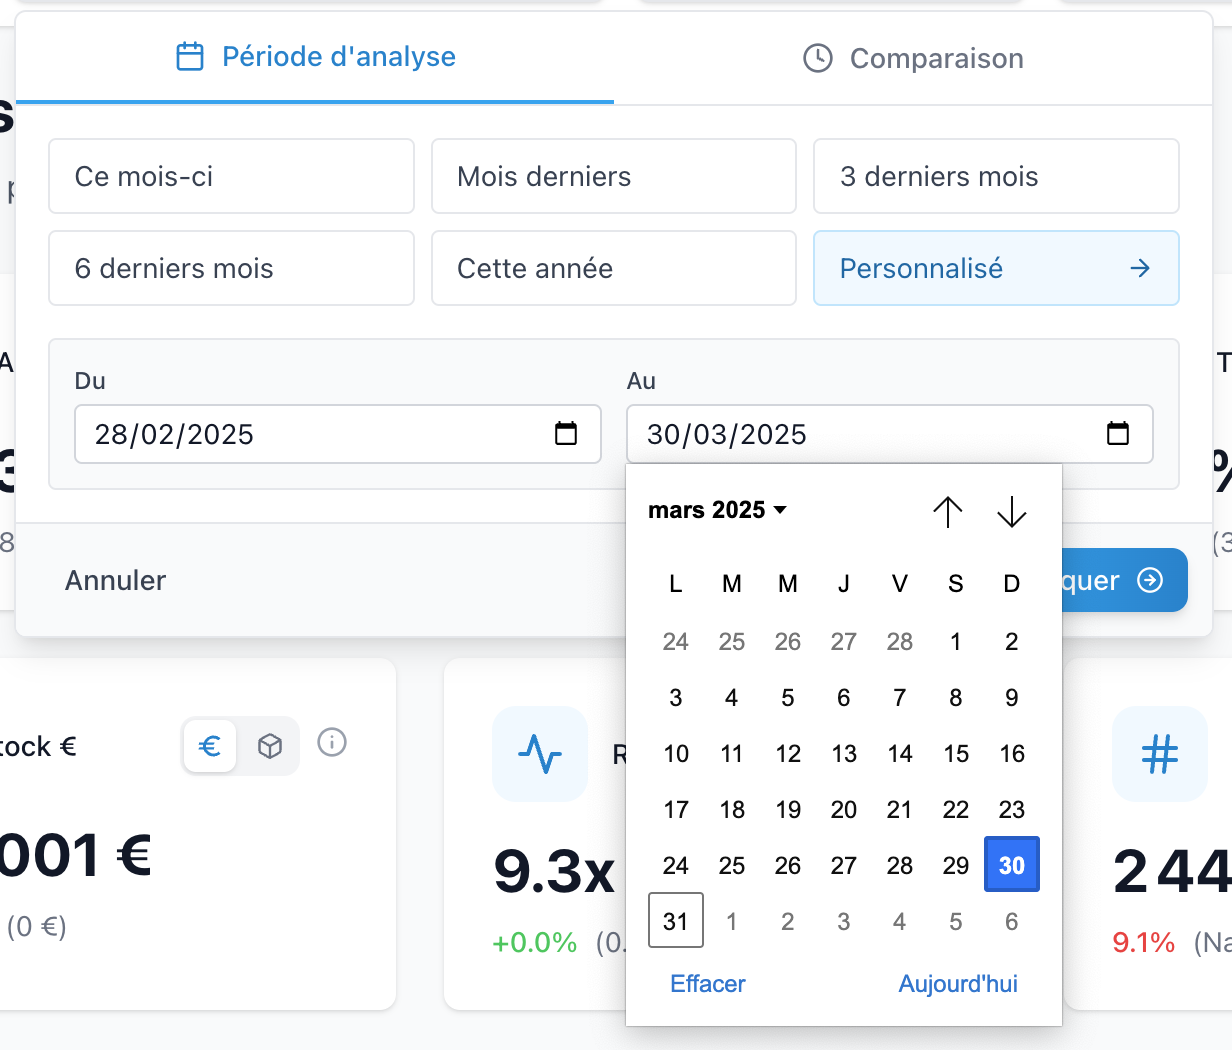 Période d'analyse
Comparaison
Ce mois-ci
Mois derniers
3 derniers mois
6 derniers mois
Cette année
Personnalisé
Du
Au
28/02/2025
30/03/2025
mars 2025
L M M J V S D
24 25 26 27 28 1 2
3 4 5 6 7 8 9
10 11 12 13 14 15 16
17 18 19 20 21 22 23
24 25 26 27 28 29 30
31 1 2 3 4 5 6
Effacer
Aujourd'hui
Annuler
quer
tock €
€
001 €
(0 €)
R
9.3x
+0.0% (0.
#
2 44
9.1% (Na